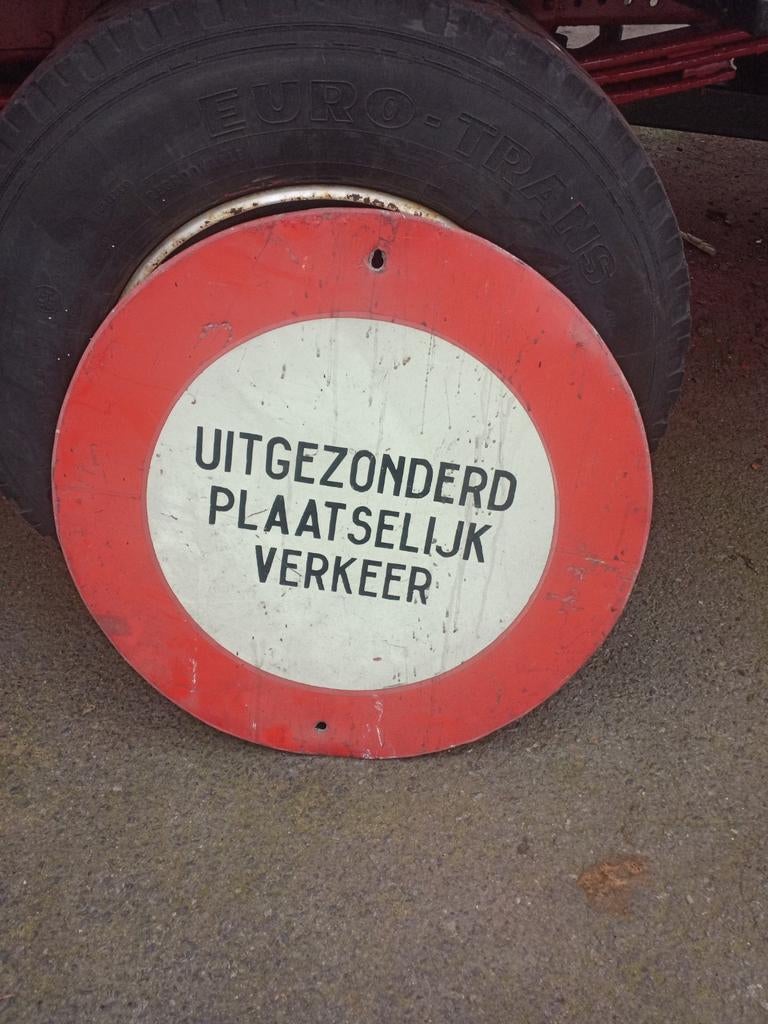 EURO-TRANS
UITGEZONDERD
PLAATSELIJK
VERKEER